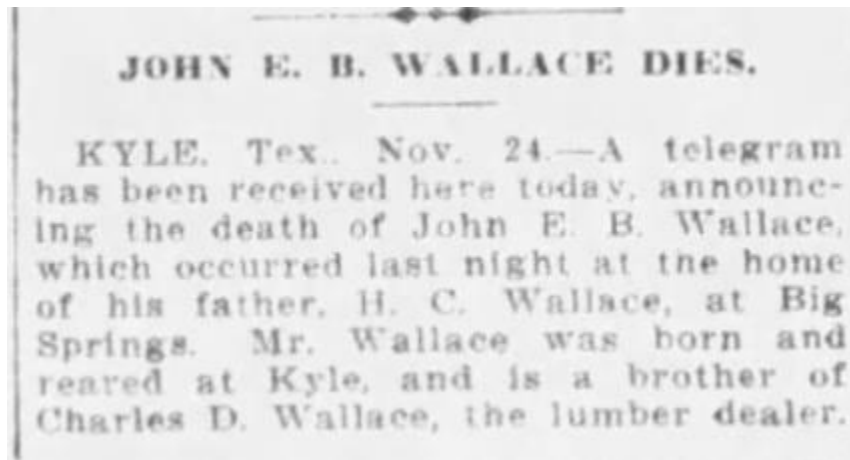 JOHN E. B. WALLACE DIES.
KYLE, Tex., Nov. 24.—A telegram
has been received here today, announc-
ing the death of John E. B. Wallace,
which occurred last night at the home
of his father, H. C. Wallace, at Big
Springs. Mr. Wallace was born and
reared at Kyle, and is a brother of
Charles D. Wallace, the lumber dealer.